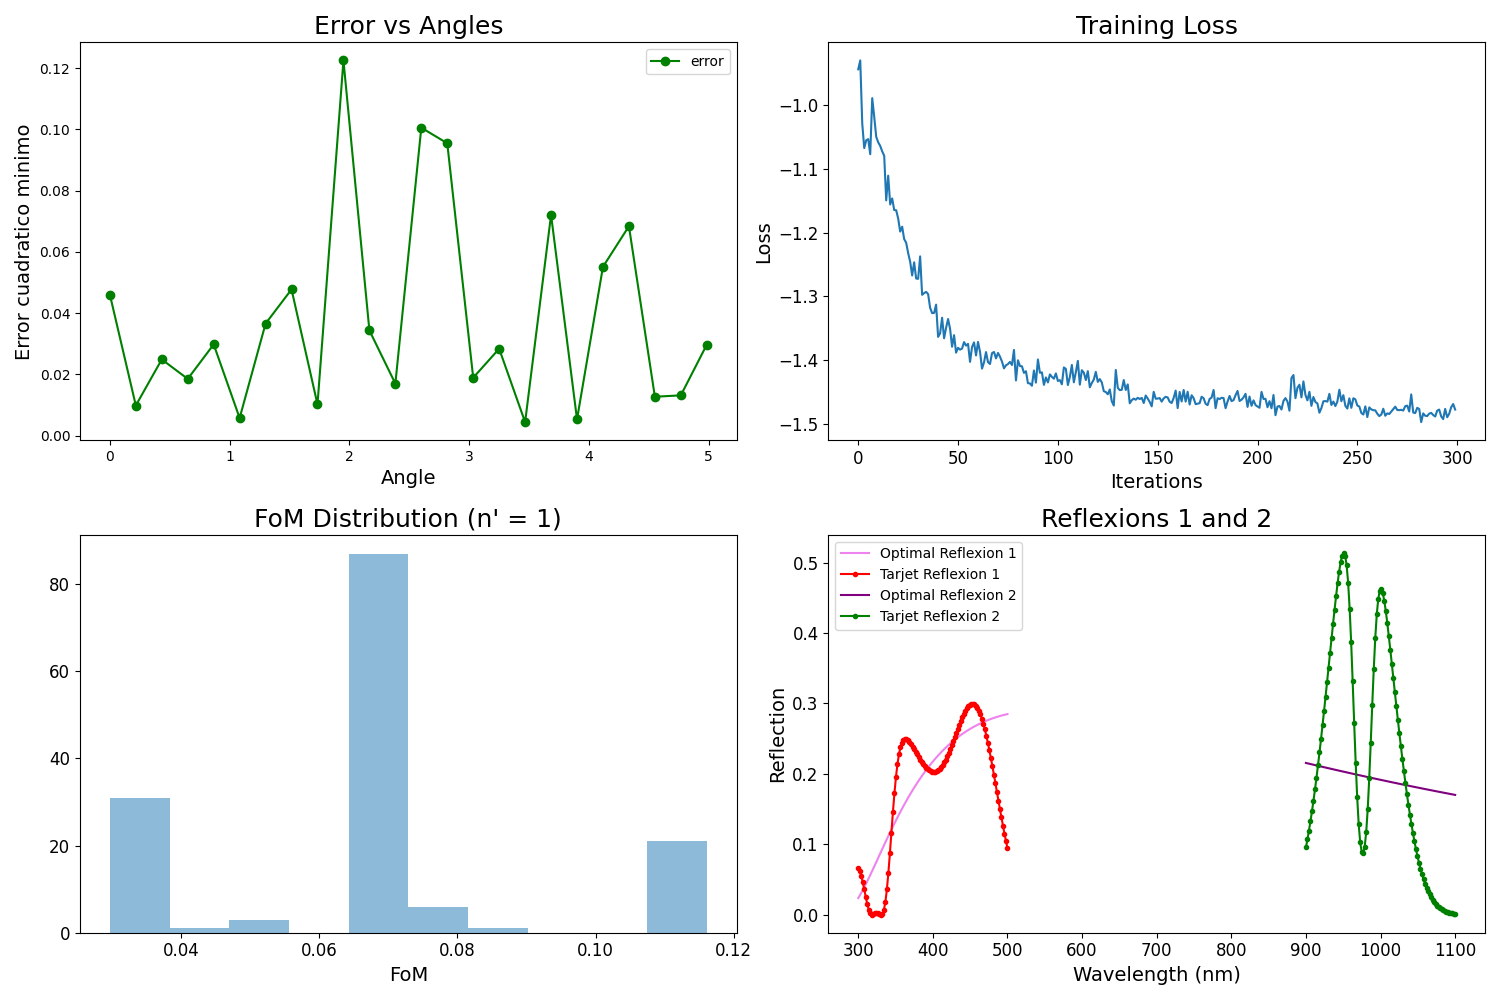 Error vs Angles
error
Error cuadratico minimo
0.12
0.10
0.08
0.06
0.04
0.02
0.00
0 1 2 3 4 5
Angle
Training Loss
Loss
−1.0
−1.1
−1.2
−1.3
−1.4
−1.5
0 50 100 150 200 250 300
Iterations
FoM Distribution (n' = 1)
80
60
40
20
0
0.04 0.06 0.08 0.10 0.12
FoM
Reflexions 1 and 2
Optimal Reflexion 1
Tarjet Reflexion 1
Optimal Reflexion 2
Tarjet Reflexion 2
Reflection
0.5
0.4
0.3
0.2
0.1
0.0
300 400 500 600 700 800 900 1000 1100
Wavelength (nm)